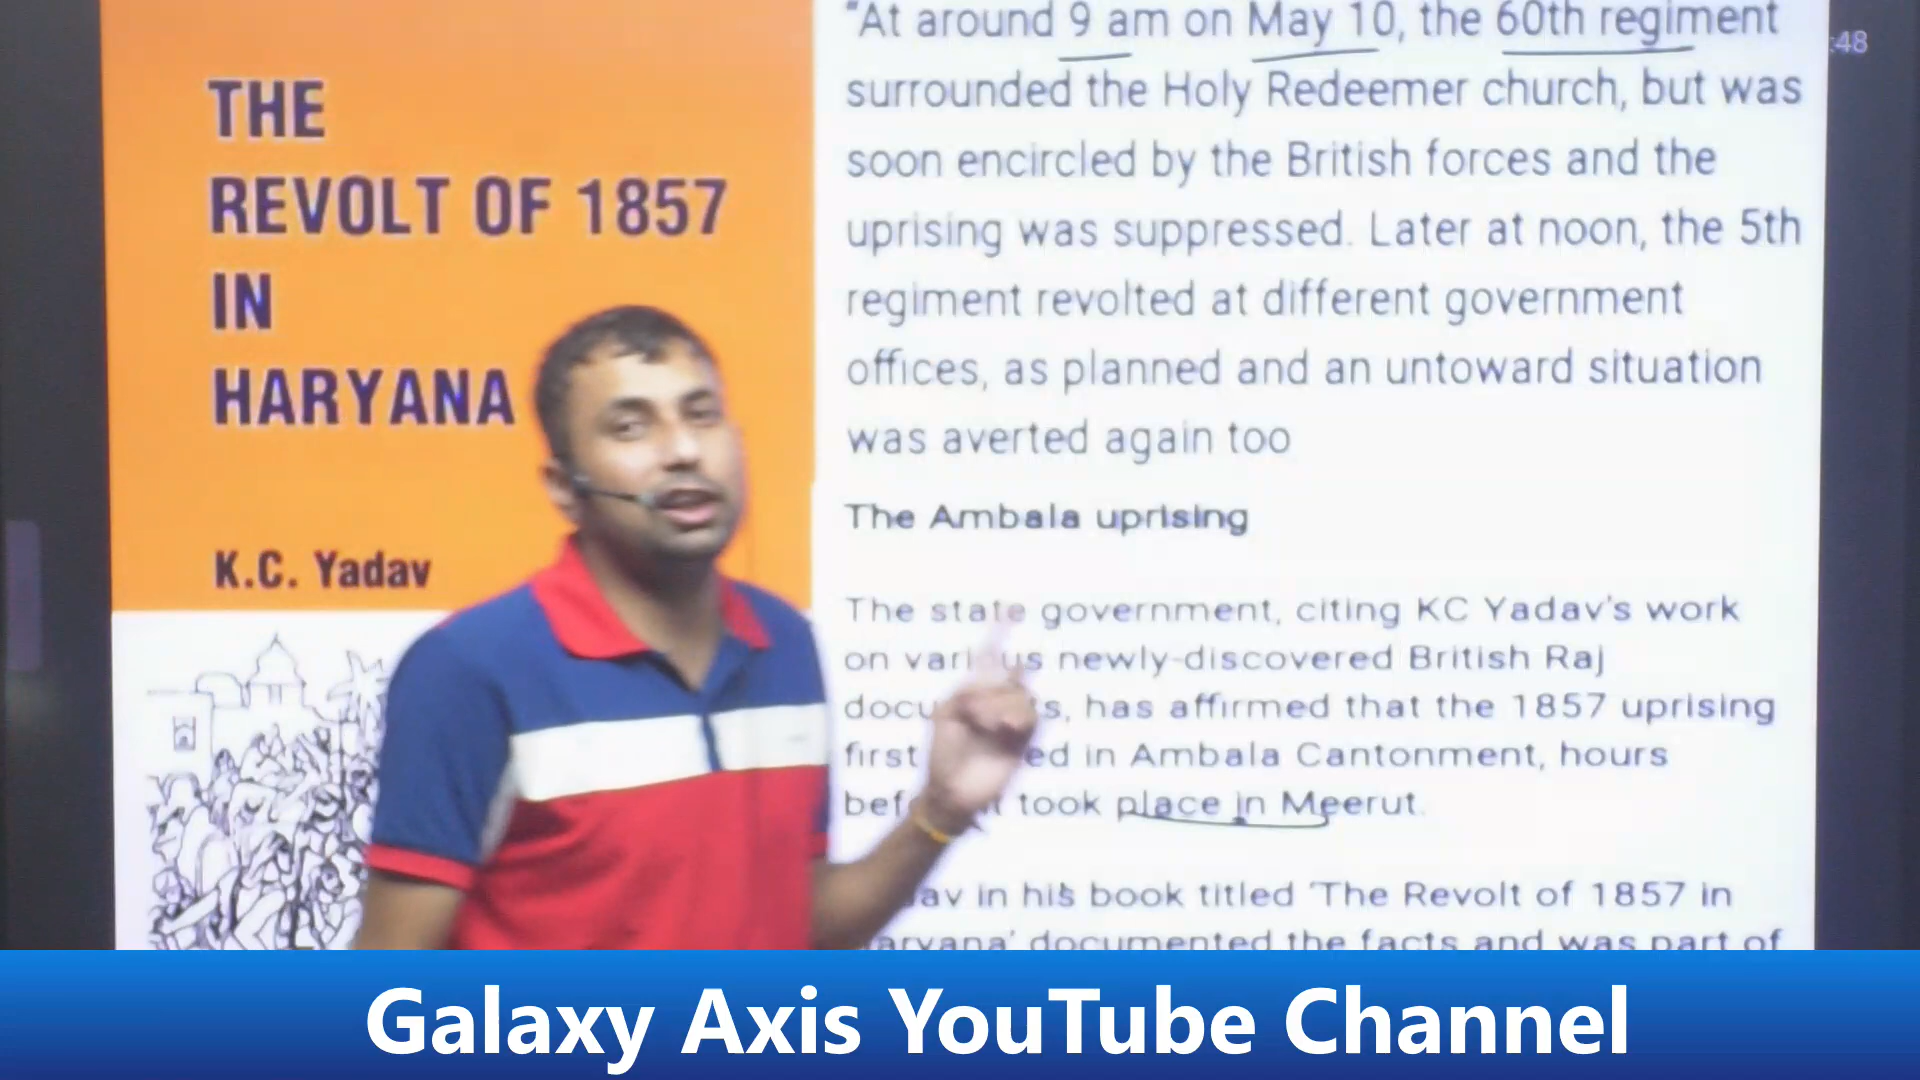 THE
REVOLT OF 1857
IN
HARYANA
K.C. Yadav
"At around 9 am on May 10, the 60th regiment
surrounded the Holy Redeemer church, but was
soon encircled by the British forces and the
uprising was suppressed. Later at noon, the 5th
regiment revolted at different government
offices, as planned and an untoward situation
was averted again too
The Ambala uprising
The state government, citing KC Yadav's work
on various newly-discovered British Raj
has affirmed that the 1857 uprising
first in Ambala Cantonment, hours
took place in Meerut.
in his book titled 'The Revolt of 1857 in
documented the facts and was part of
:48
Galaxy Axis YouTube Channel